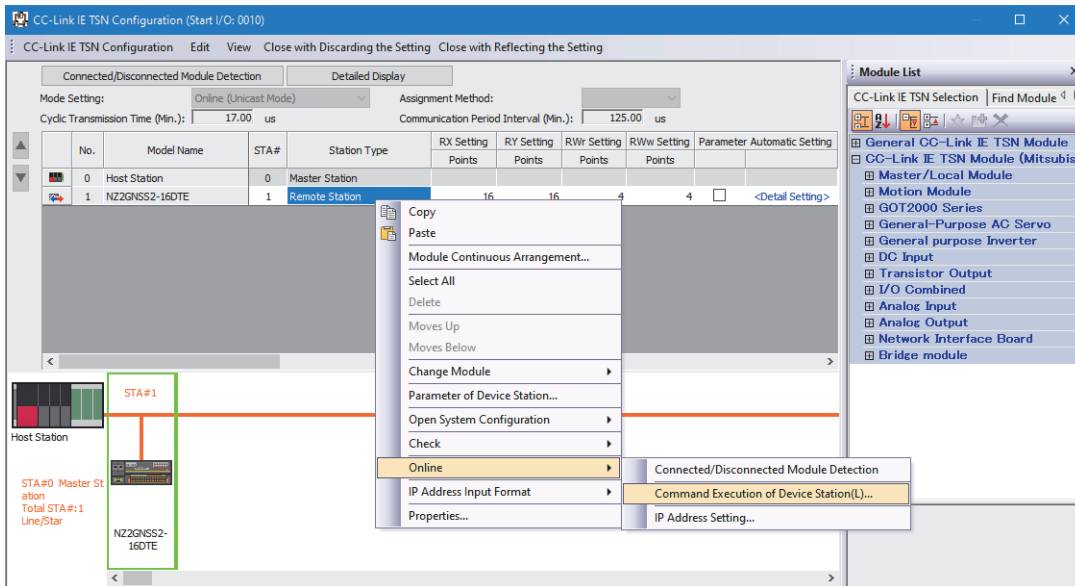 CC-Link IE TSN Configuration (Start I/O: 0010)
CC-Link IE TSN Configuration Edit View Close with Discarding the Setting Close with Reflecting the Setting
Connected/Disconnected Module Detection Detailed Display
Mode Setting: Online (Unicast Mode) Assignment Method:
Cyclic Transmission Time (Min.): 17.00 us Communication Period Interval (Min.): 125.00 us
No. Model Name STA# Station Type RX Setting RY Setting RWr Setting RWw Setting Parameter Automatic Setting
Points Points Points Points
0 Host Station 0 Master Station
1 NZ2GNSS2-16DTE 1 Remote Station 16 16 4 4 <Detail Setting>
Copy
Paste
Module Continuous Arrangement...
Select All
Delete
Moves Up
Moves Below
Change Module
Parameter of Device Station...
Open System Configuration
Check
Online
IP Address Input Format
Properties...
Connected/Disconnected Module Detection
Command Execution of Device Station(L)...
IP Address Setting...
STA#1
Host Station
STA#0 Master St
ation
Total STA#:1
Line/Star
NZ2GNSS2-
16DTE
Module List
CC-Link IE TSN Selection Find Module
General CC-Link IE TSN Module
CC-Link IE TSN Module (Mitsubis
Master/Local Module
Motion Module
GOT2000 Series
General-Purpose AC Servo
General purpose Inverter
DC Input
Transistor Output
I/O Combined
Analog Input
Analog Output
Network Interface Board
Bridge module